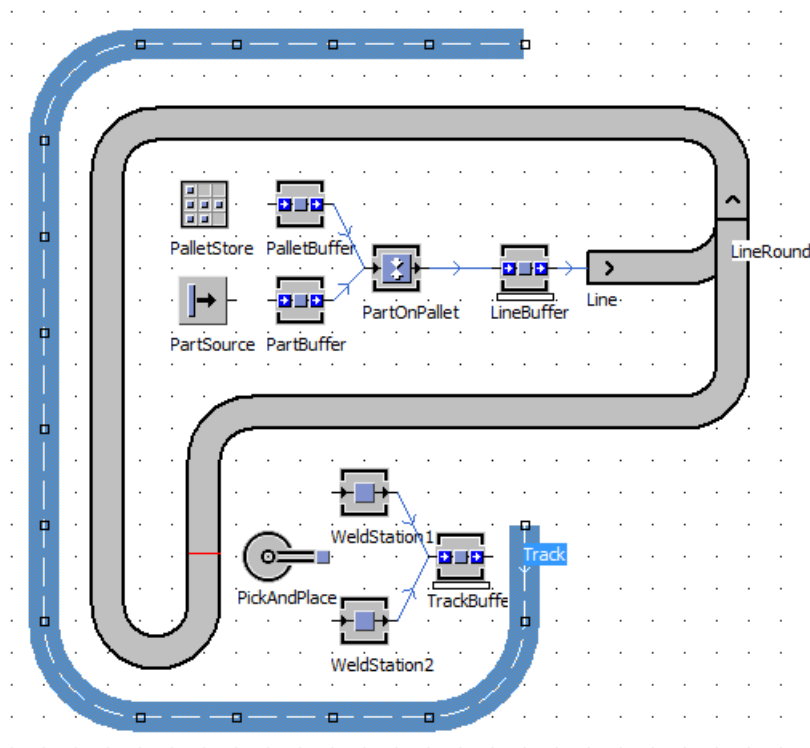 PalletStore
PalletBuffer
PartOnPallet
LineBuffer
Line
LineRound
PartSource
PartBuffer
WeldStation1
Track
PickAndPlace
TrackBuffe
WeldStation2